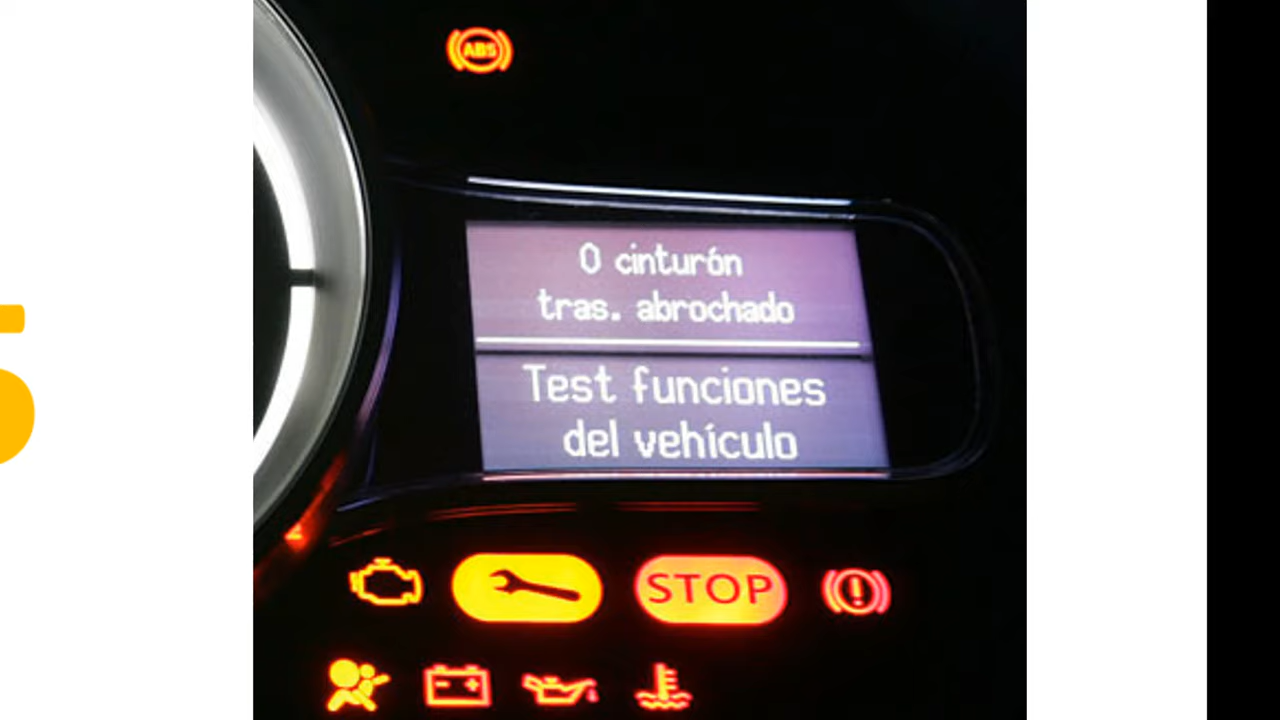 ABS
0 cinturón
tras. abrochado
Test funciones
del vehículo
STOP